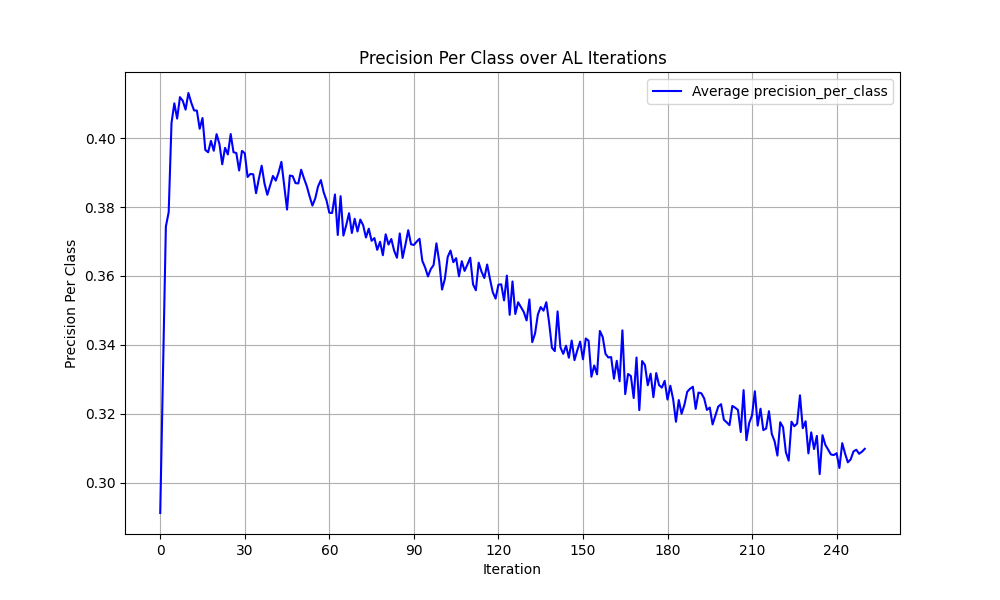 Precision Per Class over AL Iterations
Average precision_per_class
Precision Per Class
0.40
0.38
0.36
0.34
0.32
0.30
0 30 60 90 120 150 180 210 240
Iteration